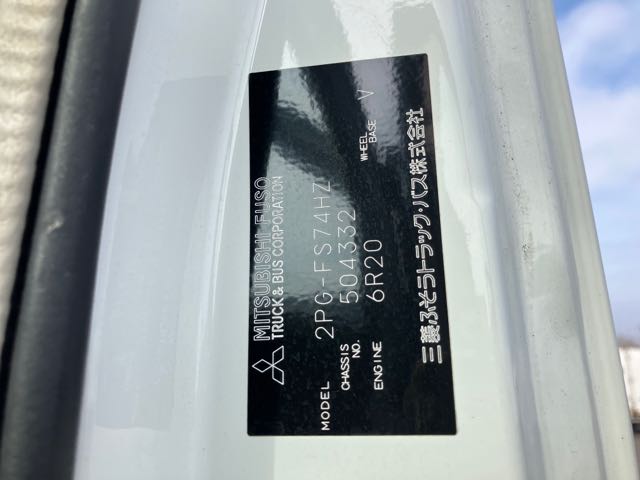 MITSUBISHI FUSO
TRUCK & BUS CORPORATION
MODEL 2PG-FS74HZ
CHASSIS NO. 504332
ENGINE 6R20 WHEEL BASE V
三菱ふそうトラック・バス株式会社